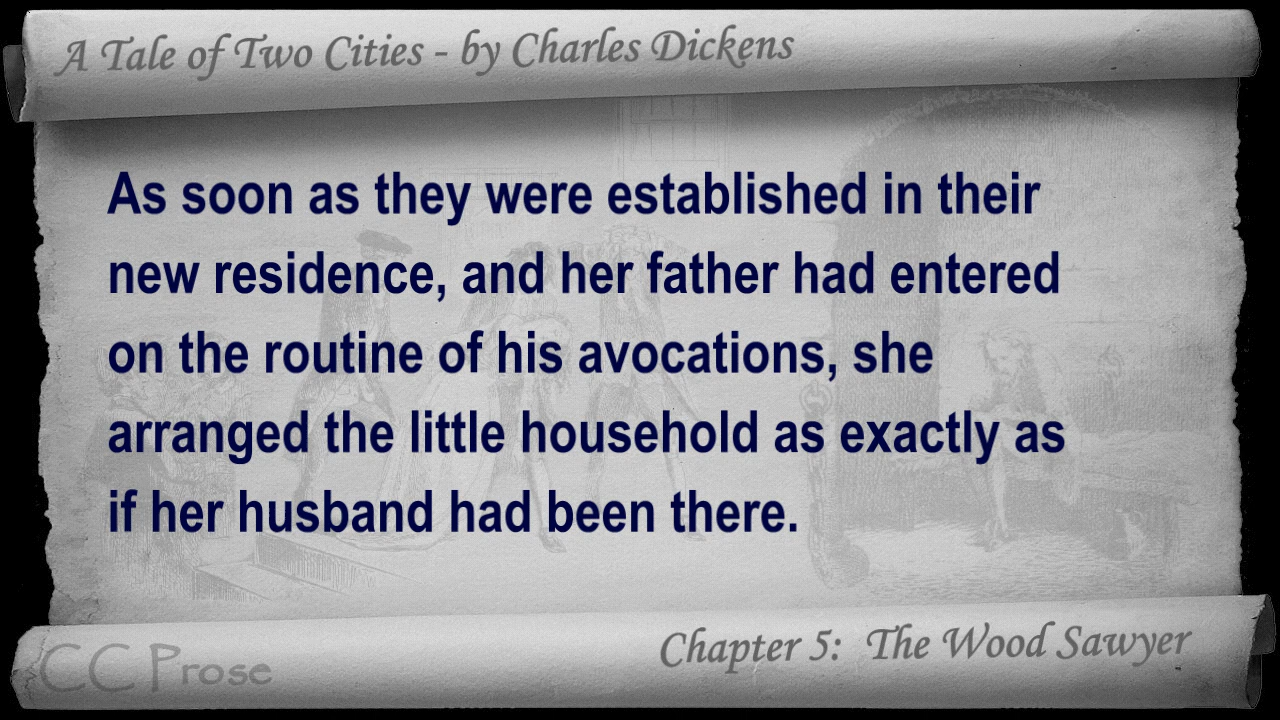 A Tale of Two Cities - by Charles Dickens
As soon as they were established in their
new residence, and her father had entered
on the routine of his avocations, she
arranged the little household as exactly as
if her husband had been there.
Chapter 5: The Wood Sawyer
CC Prose